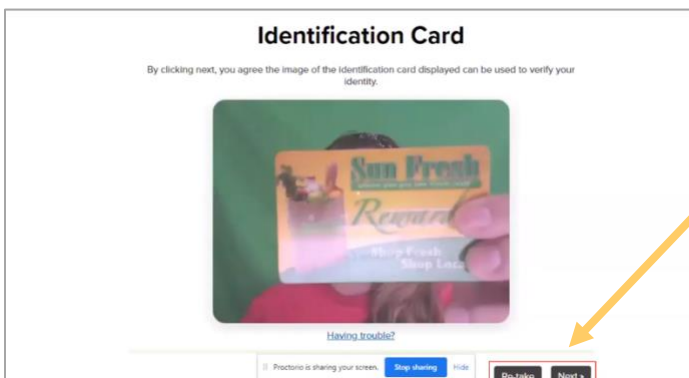 Identification Card
By clicking next, you agree the image of the identification card displayed can be used to verify your
identity.
Sun Fresh
Reward
Shop Fresh
Shop Loca
Having trouble?
Proctorio is sharing your screen. Stop sharing Hide
Re-take Next